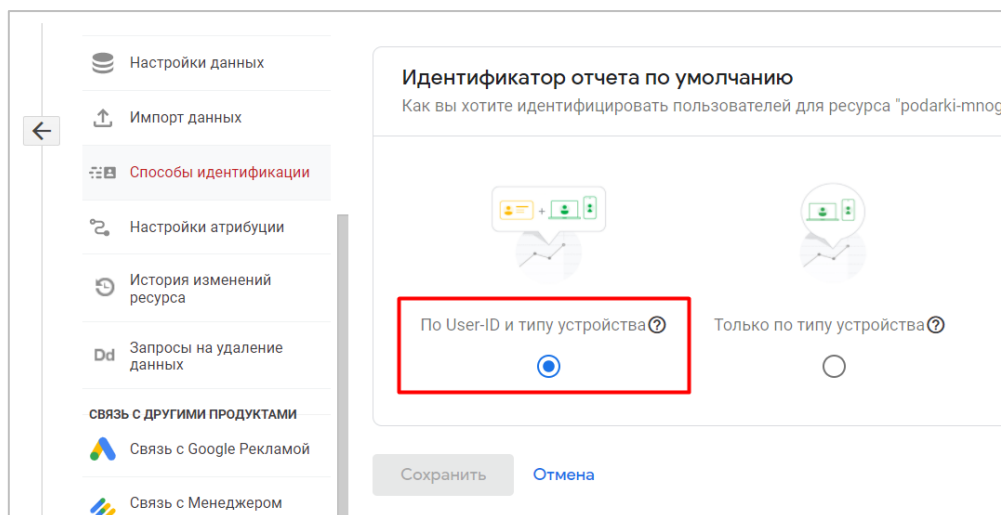 Настройки данных
Импорт данных
Способы идентификации
Настройки атрибуции
История изменений
ресурса
Dd Запросы на удаление
данных
СВЯЗЬ С ДРУГИМИ ПРОДУКТАМИ
Связь с Google Рекламой
Связь с Менеджером
Идентификатор отчета по умолчанию
Как вы хотите идентифицировать пользователей для ресурса "podarki-mnog
По User-ID и типу устройства
Только по типу устройства
Сохранить Отмена